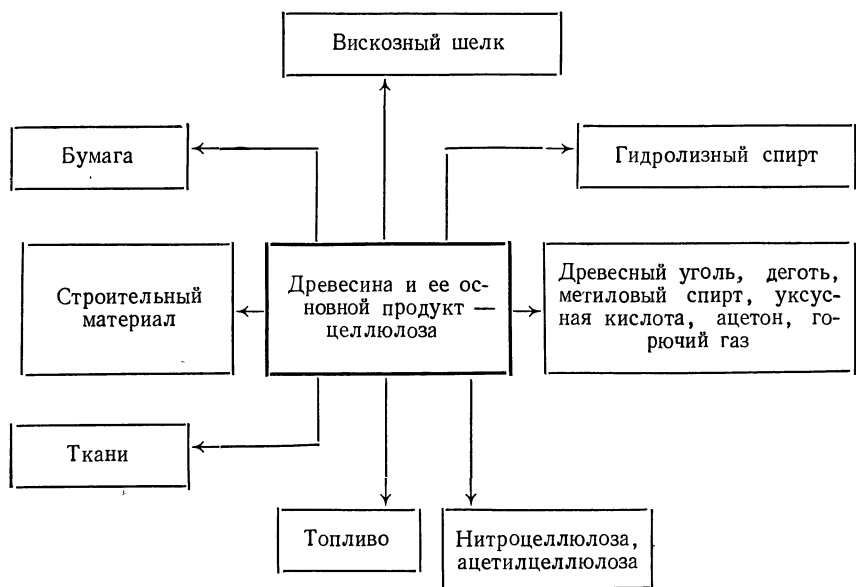 Вискозный шелк
Бумага
Гидролизный спирт
Строительный
материал
Древесина и ее ос-
новной продукт —
целлюлоза
Древесный уголь, деготь,
метиловый спирт, уксус-
ная кислота, ацетон, го-
рючий газ
Ткани
Топливо
Нитроцеллюлоза,
ацетилцеллюлоза